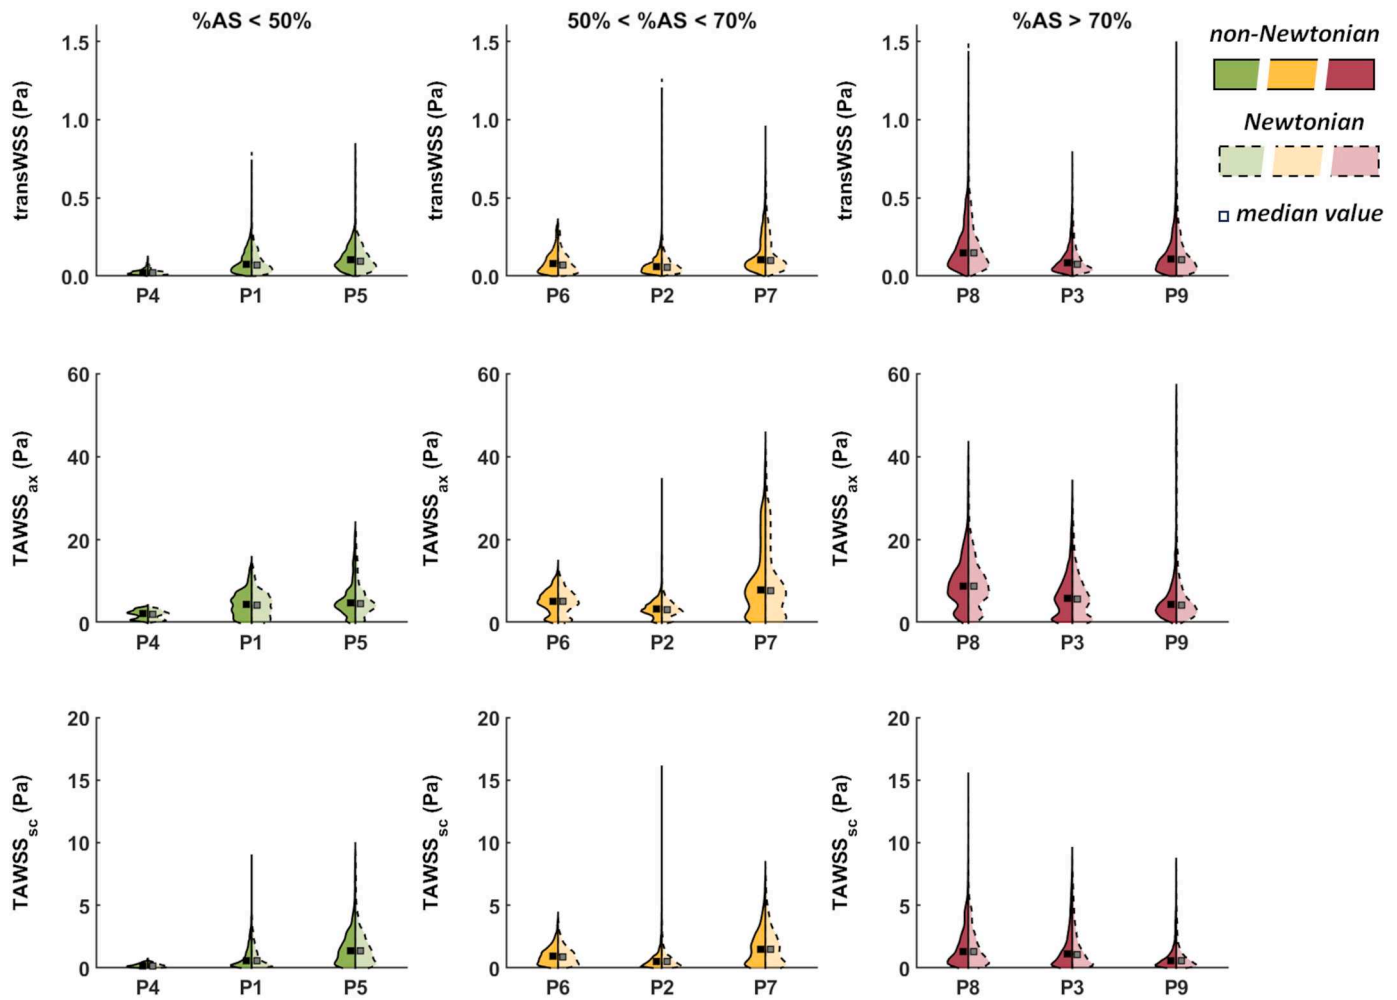 %AS < 50%
50% < %AS < 70%
%AS > 70%
non-Newtonian
Newtonian
median value
transWSS (Pa)
1.5
1.0
0.5
0.0
P4 P1 P5
transWSS (Pa)
1.5
1.0
0.5
0.0
P6 P2 P7
transWSS (Pa)
1.5
1.0
0.5
0.0
P8 P3 P9
TAWSSax (Pa)
60
40
20
0
P4 P1 P5
TAWSSax (Pa)
60
40
20
0
P6 P2 P7
TAWSSax (Pa)
60
40
20
0
P8 P3 P9
TAWSSsc (Pa)
20
15
10
5
0
P4 P1 P5
TAWSSsc (Pa)
20
15
10
5
0
P6 P2 P7
TAWSSsc (Pa)
20
15
10
5
0
P8 P3 P9